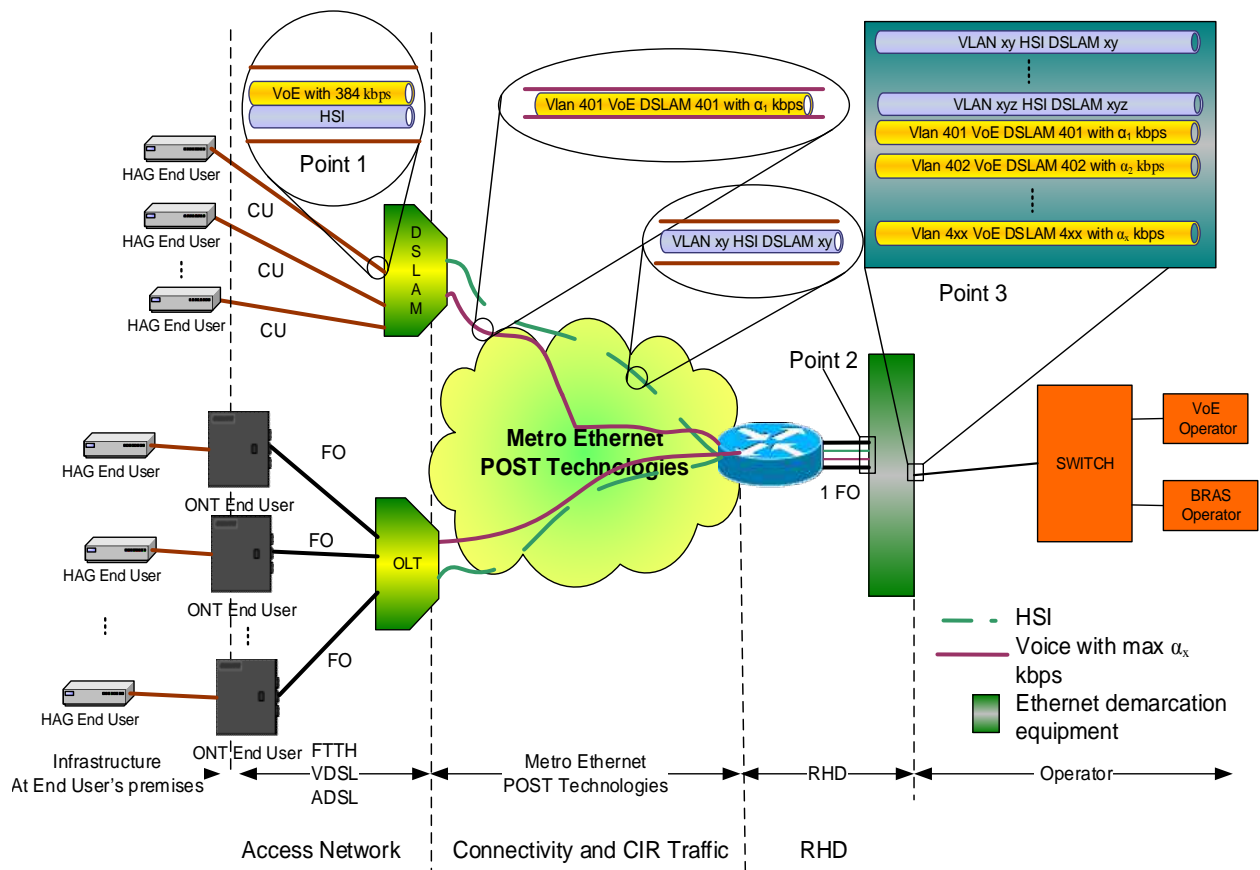 VoE with 384 kbps
HSI
Point 1
Vlan 401 VoE DSLAM 401 with α₁ kbps
VLAN xy HSI DSLAM xy
VLAN xy HSI DSLAM xy
VLAN xyz HSI DSLAM xyz
Vlan 401 VoE DSLAM 401 with α₁ kbps
Vlan 402 VoE DSLAM 402 with α₂ kbps
Vlan 4xx VoE DSLAM 4xx with αₓ kbps
Point 3
HAG End User
CU
HAG End User
CU
HAG End User
CU
DSLAM
Point 2
Metro Ethernet
POST Technologies
1 FO
SWITCH
VoE
Operator
BRAS
Operator
HAG End User
ONT End User
FO
HAG End User
ONT End User
FO
OLT
HAG End User
ONT End User
FO
HSI
Voice with max αₓ
kbps
Ethernet demarcation
equipment
Infrastructure
At End User's premises
FTTH
VDSL
ADSL
Metro Ethernet
POST Technologies
RHD
Operator
Access Network
Connectivity and CIR Traffic
RHD